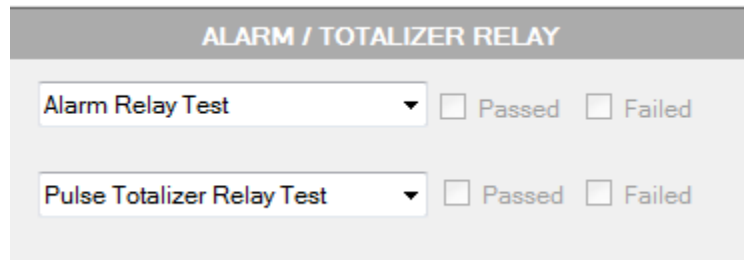 ALARM / TOTALIZER RELAY
Alarm Relay Test Passed Failed
Pulse Totalizer Relay Test Passed Failed